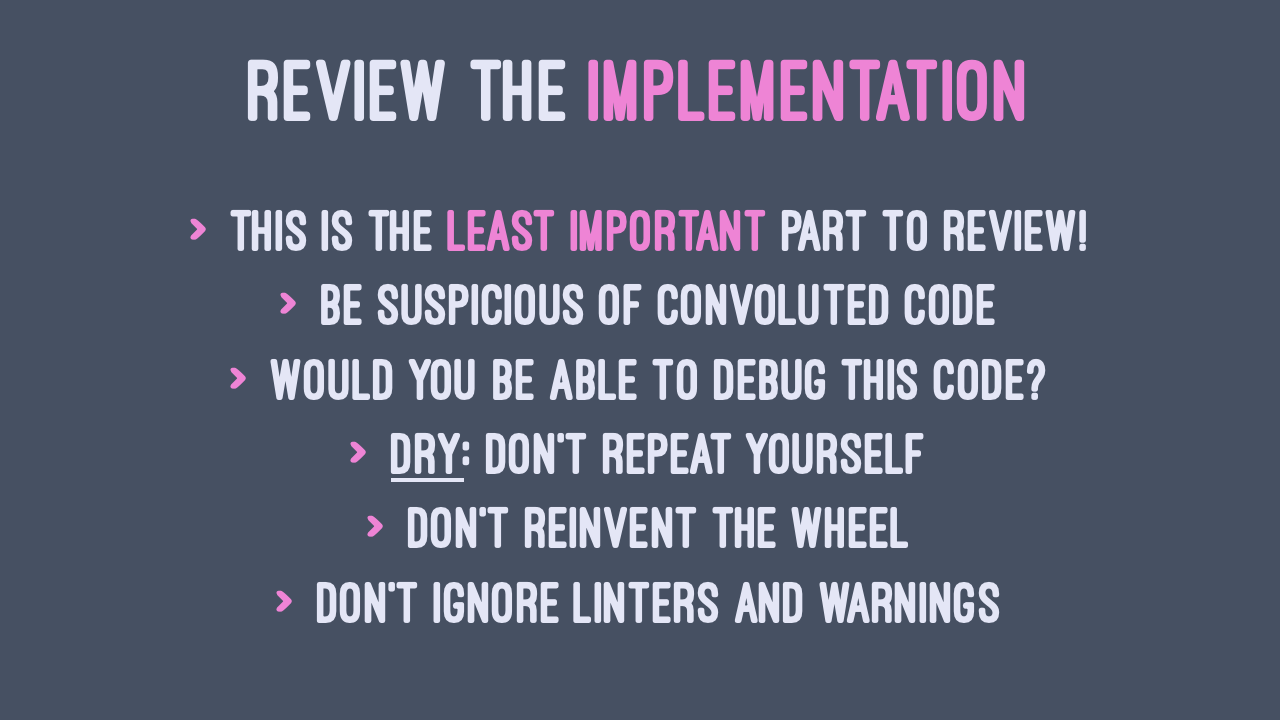 REVIEW THE IMPLEMENTATION
› THIS IS THE LEAST IMPORTANT PART TO REVIEW!
› BE SUSPICIOUS OF CONVOLUTED CODE
› WOULD YOU BE ABLE TO DEBUG THIS CODE?
› DRY: DON'T REPEAT YOURSELF
› DON'T REINVENT THE WHEEL
› DON'T IGNORE LINTERS AND WARNINGS